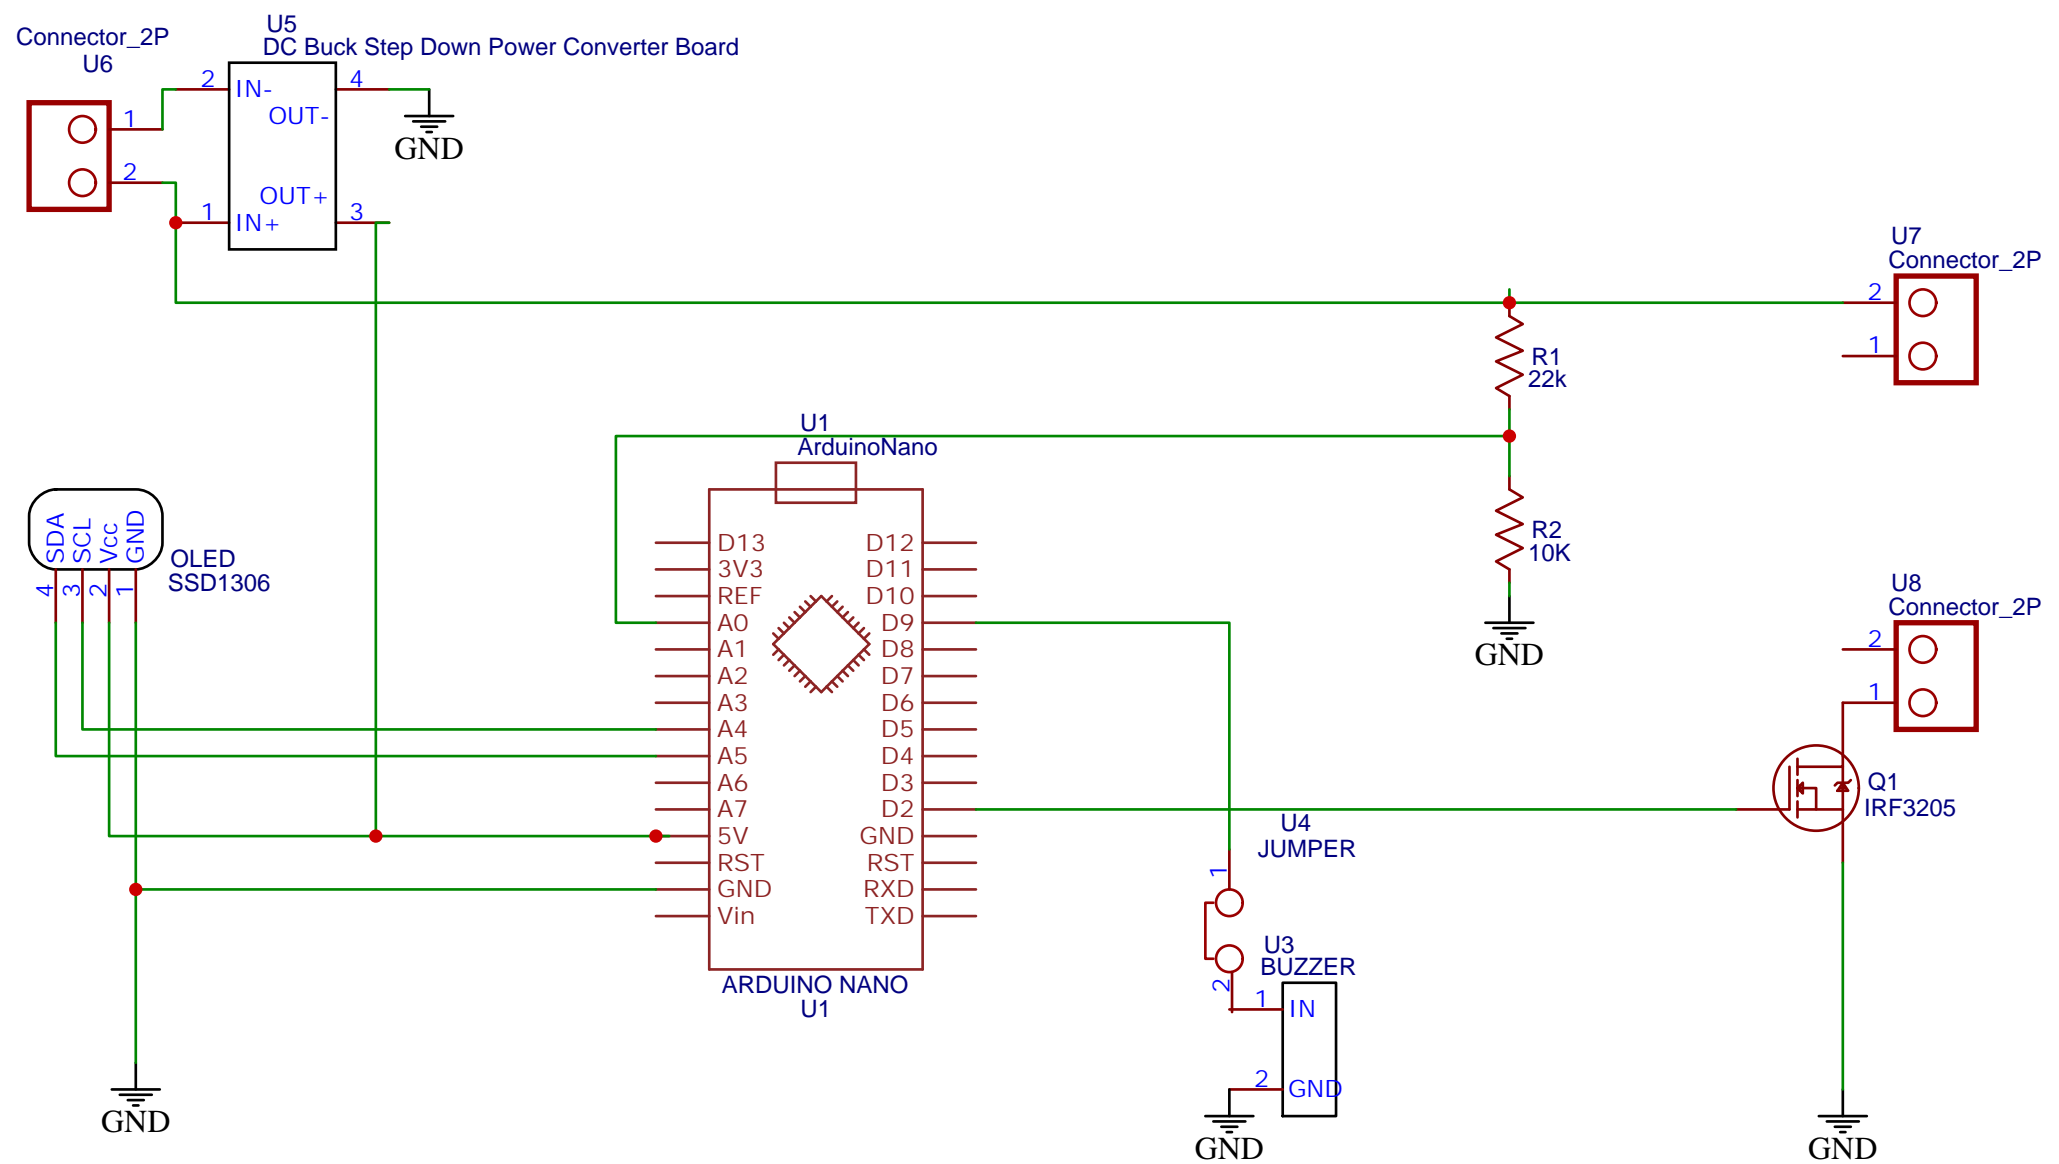 Connector_2P
U6
1
2
U5
DC Buck Step Down Power Converter Board
2
IN-
4
OUT-
GND
OUT+
1
IN+
3
U7
Connector_2P
2
1
R1
22k
U1
ArduinoNano
SDA
SCL
Vcc
GND
4
3
2
1
OLED
SSD1306
D13
3V3
REF
A0
A1
A2
A3
A4
A5
A6
A7
5V
RST
GND
Vin
D12
D11
D10
D9
D8
D7
D6
D5
D4
D3
D2
GND
RST
RXD
TXD
ARDUINO NANO
U1
R2
10K
GND
U8
Connector_2P
2
1
Q1
IRF3205
U4
JUMPER
1
2
U3
BUZZER
1
IN
2
GND
GND
GND
GND